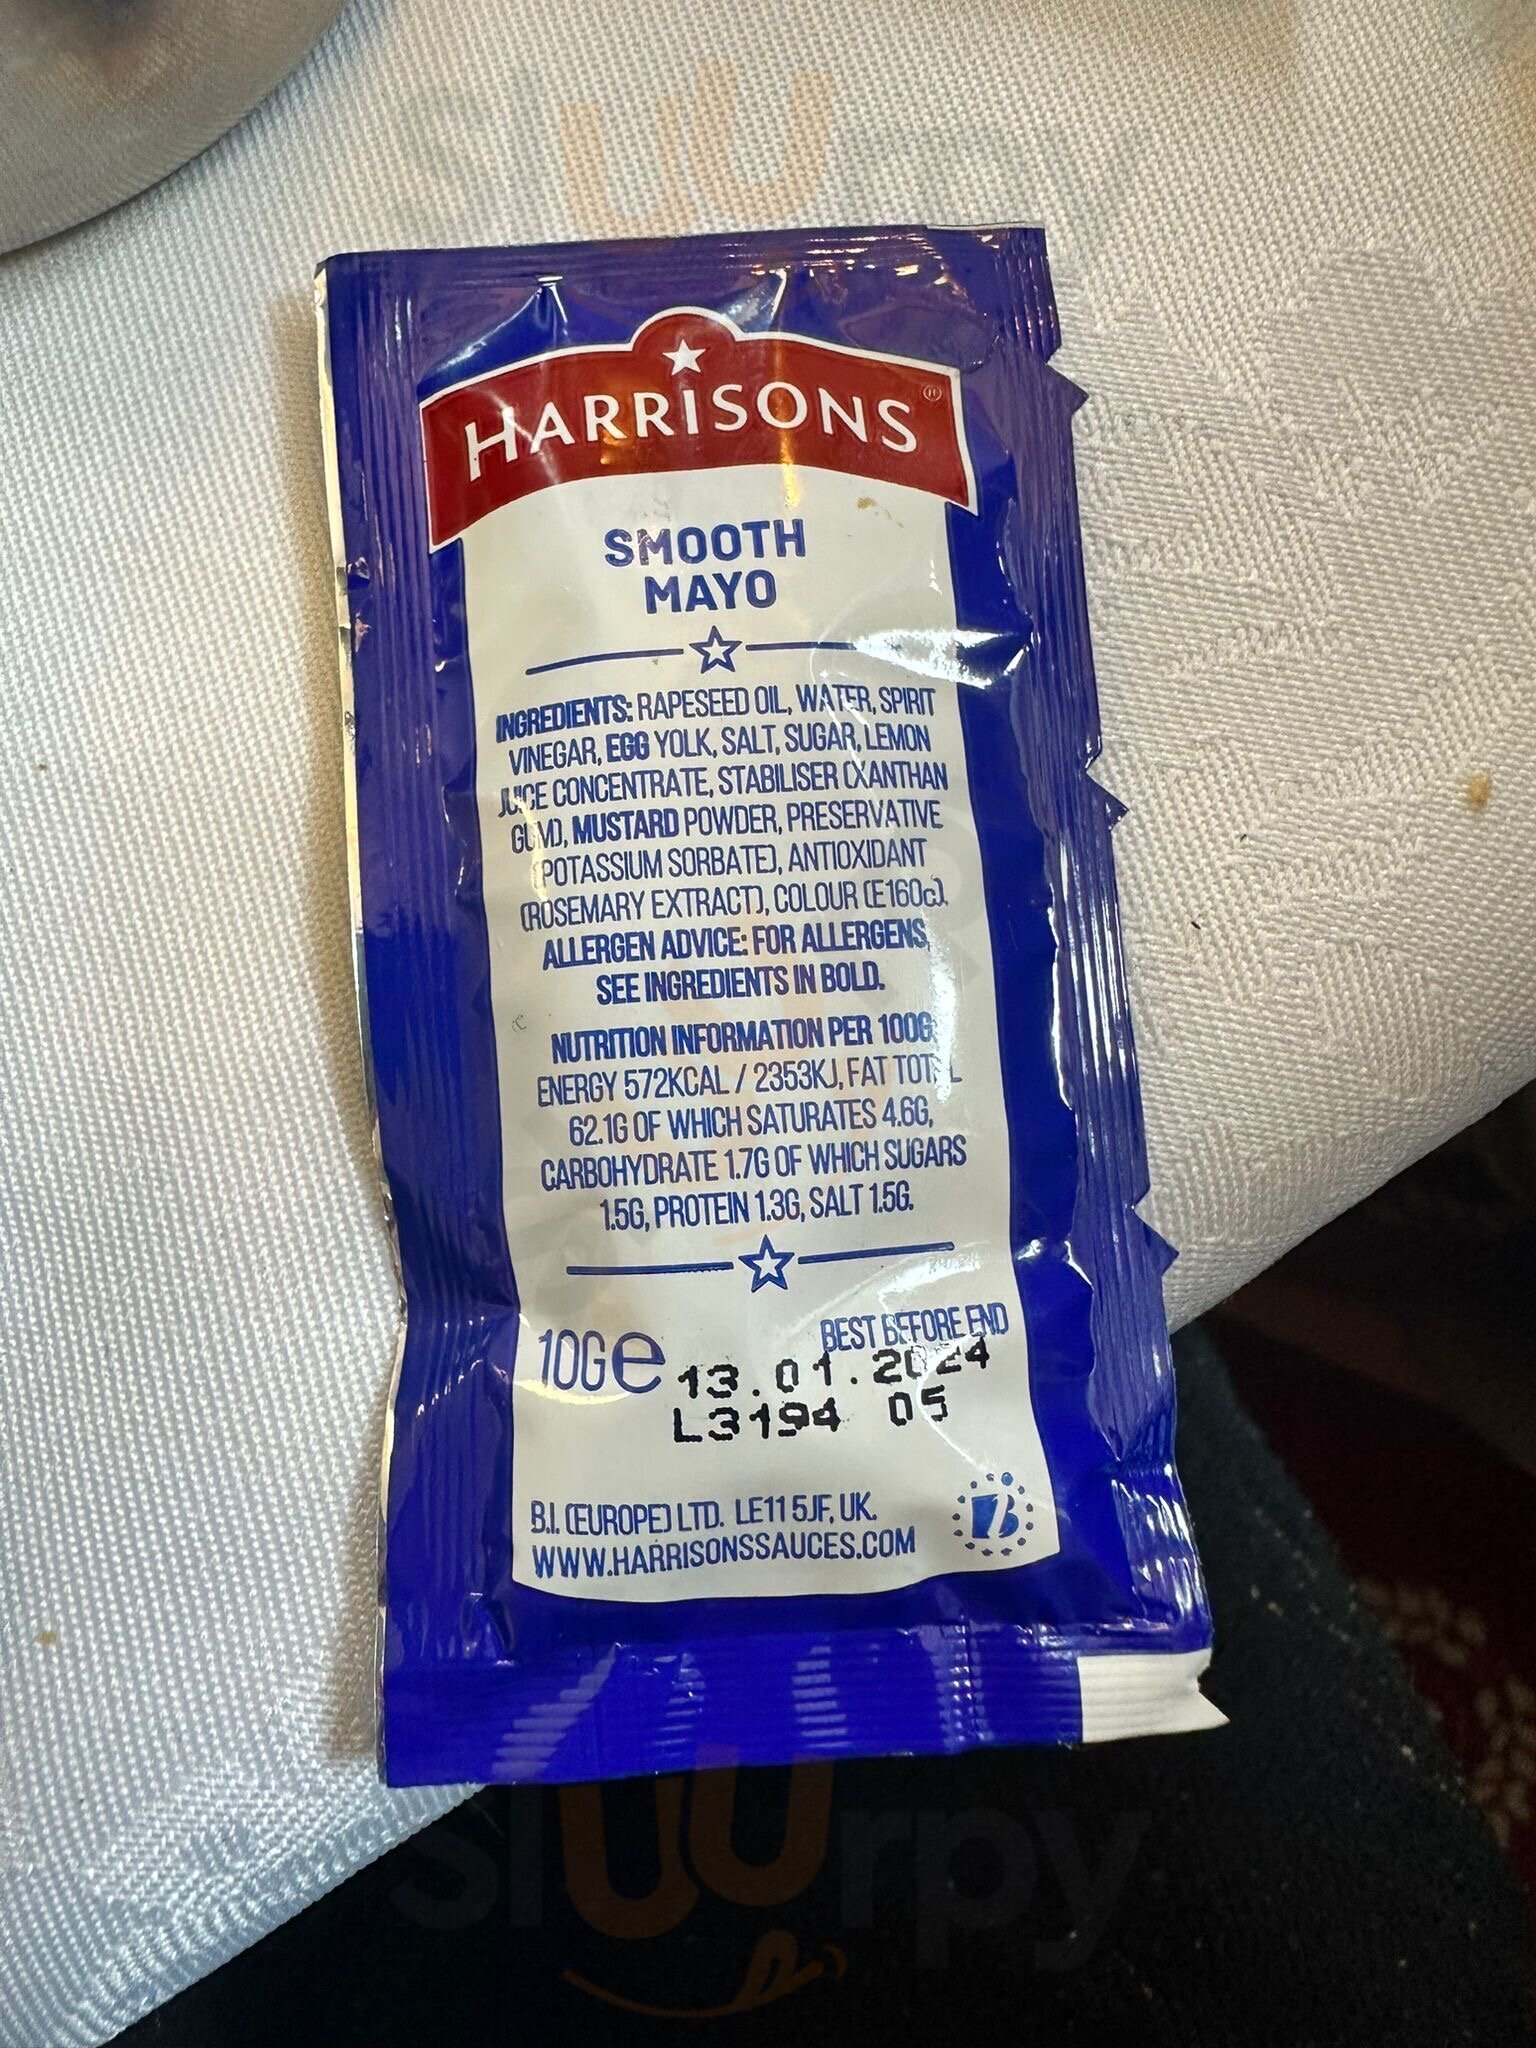 sluurpy
HARRISONS®
SMOOTH
MAYO
INGREDIENTS: RAPESEED OIL, WATER, SPIRIT
VINEGAR, EGG YOLK, SALT, SUGAR, LEMON
JUICE CONCENTRATE, STABILISER (XANTHAN
GUM), MUSTARD POWDER, PRESERVATIVE
(POTASSIUM SORBATE), ANTIOXIDANT
(ROSEMARY EXTRACT), COLOUR (E160c).
ALLERGEN ADVICE: FOR ALLERGENS,
SEE INGREDIENTS IN BOLD.
NUTRITION INFORMATION PER 100G
ENERGY 572KCAL / 2353KJ, FAT TOTAL
62.1G OF WHICH SATURATES 4.6G,
CARBOHYDRATE 1.7G OF WHICH SUGARS
1.5G, PROTEIN 1.3G, SALT 1.5G.
10G e
BEST BEFORE END
13.01.2024
L3194 05
B.I. (EUROPE) LTD. LE11 5JF, UK.
WWW.HARRISONSSAUCES.COM
sluurpy